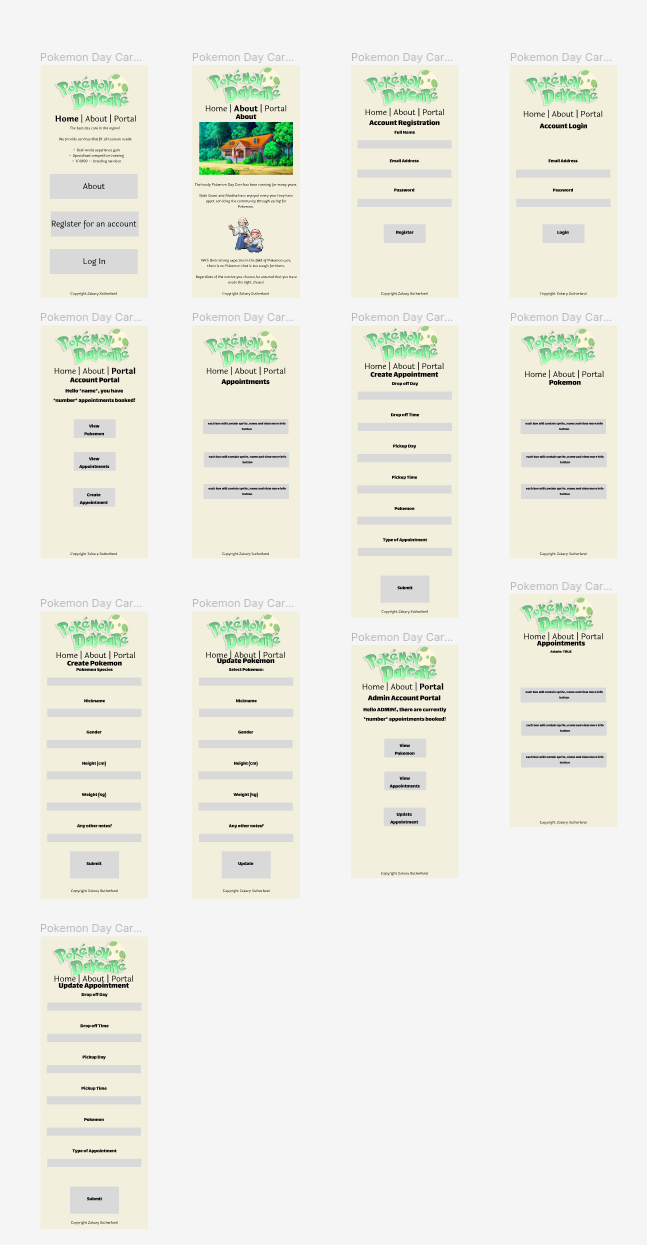 Pokemon Day Car...
Pokémon
Daycare
Home | About | Portal
The best day care in the region!
We provide services that fit all Pokemon needs.
About
Register for an account
Log In
Copyright Zakary Sutherland
Pokemon Day Car...
Pokémon
Daycare
Home | About | Portal
About
The lovely Pokemon Day Care has been running for many years.
Pokemon.
Copyright Zakary Sutherland
Pokemon Day Car...
Pokémon
Daycare
Account Registration
Full Name
Email Address
Password
Register
Copyright Zakary Sutherland
Pokemon Day Car...
Pokémon
Daycare
Account Login
Email Address
Password
Login
Copyright Zakary Sutherland
Pokemon Day Car...
Pokémon
Daycare
Home | About | Portal
Account Portal
Hello "name", you have
"number" appointments booked!
View
Pokemon
View
Appointments
Create
Appointment
Copyright Zakary Sutherland
Pokemon Day Car...
Pokémon
Daycare
Home | About | Portal
Appointments
each box will contain sprite, name and view more info
button
each box will contain sprite, name and view more info
button
each box will contain sprite, name and view more info
button
Copyright Zakary Sutherland
Pokemon Day Car...
Pokémon
Daycare
Home | About | Portal
Create Appointment
Drop off Day
Drop off Time
Pickup Day
Pickup Time
Pokemon
Type of Appointment
Submit
Copyright Zakary Sutherland
Pokemon Day Car...
Pokémon
Daycare
Home | About | Portal
Pokemon
each box will contain sprite, name and view more info
button
each box will contain sprite, name and view more info
button
each box will contain sprite, name and view more info
button
Copyright Zakary Sutherland
Pokemon Day Car...
Pokémon
Daycare
Home | About | Portal
Create Pokemon
Pokemon Species
Nickname
Gender
Height (cm)
Weight (kg)
Any other notes?
Submit
Copyright Zakary Sutherland
Pokemon Day Car...
Pokémon
Daycare
Home | About | Portal
Update Pokemon
Select Pokemon:
Nickname
Gender
Height (cm)
Weight (kg)
Any other notes?
Update
Copyright Zakary Sutherland
Pokemon Day Car...
Pokémon
Daycare
Home | About | Portal
Admin Account Portal
Hello ADMIN!, there are currently
"number" appointments booked!
View
Pokemon
View
Appointments
Update
Appointment
Copyright Zakary Sutherland
Pokemon Day Car...
Pokémon
Daycare
Home | About | Portal
Appointments
Admin: TRUE
each box will contain sprite, name and view more info
button
each box will contain sprite, name and view more info
button
each box will contain sprite, name and view more info
button
Copyright Zakary Sutherland
Pokemon Day Car...
Pokémon
Daycare
Home | About | Portal
Update Appointment
Drop off Day
Drop off Time
Pickup Day
Pickup Time
Pokemon
Type of Appointment
Submit
Copyright Zakary Sutherland